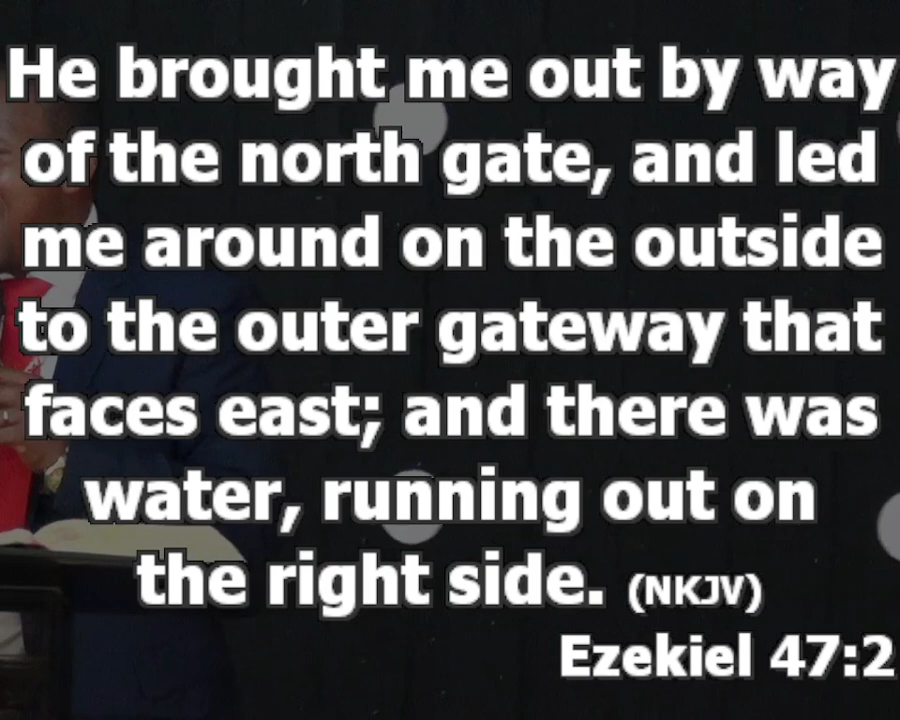 He brought me out by way
of the north gate, and led
me around on the outside
to the outer gateway that
faces east; and there was
water, running out on
the right side. (NKJV)
Ezekiel 47:2